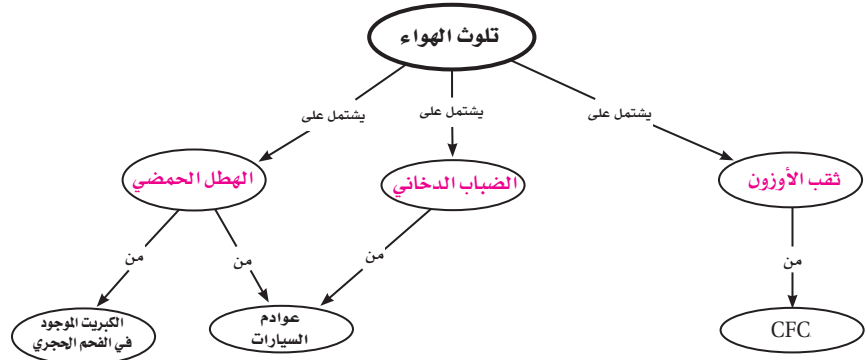 تلوث الهواء
يشتمل على
يشتمل على
يشتمل على
ثقب الأوزون
الضباب الدخاني
الهطل الحمضي
من
من
من
من
CFC
عوادم
السيارات
الكبريت الموجود
في الفحم الحجري